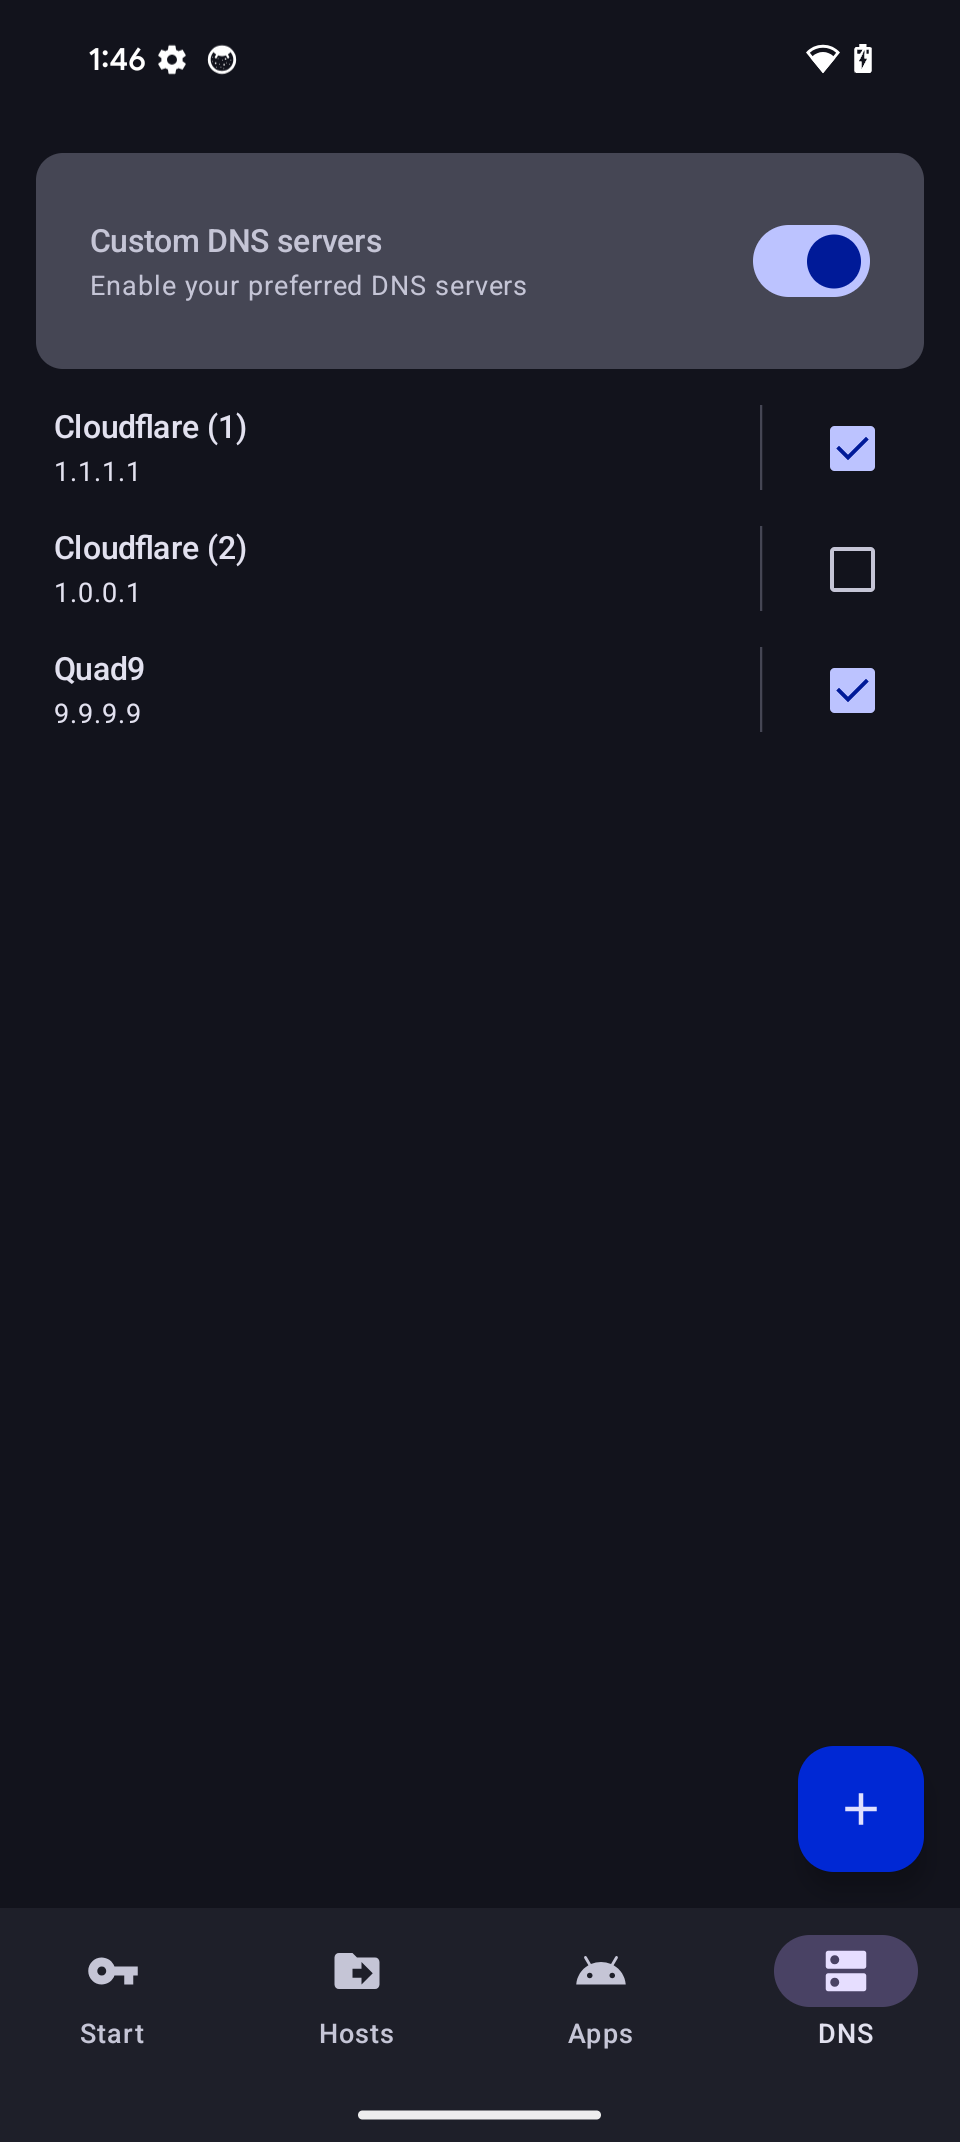 1:46
Custom DNS servers
Enable your preferred DNS servers
Cloudflare (1)
1.1.1.1
Cloudflare (2)
1.0.0.1
Quad9
9.9.9.9
Start
Hosts
Apps
DNS